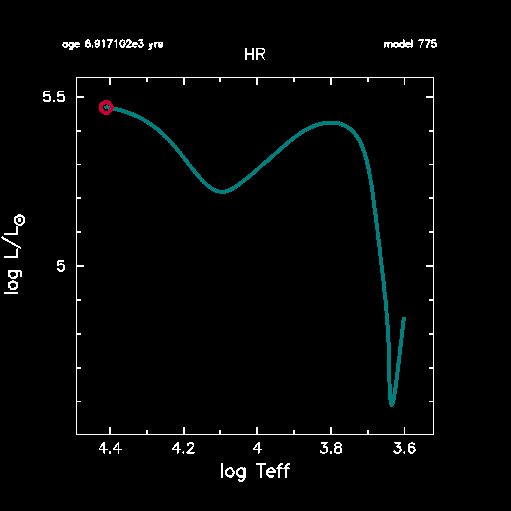 age 6.917102e3 yrs
model 775
HR
5.5
5
log L/L⊙
4.4 4.2 4 3.8 3.6
log Teff